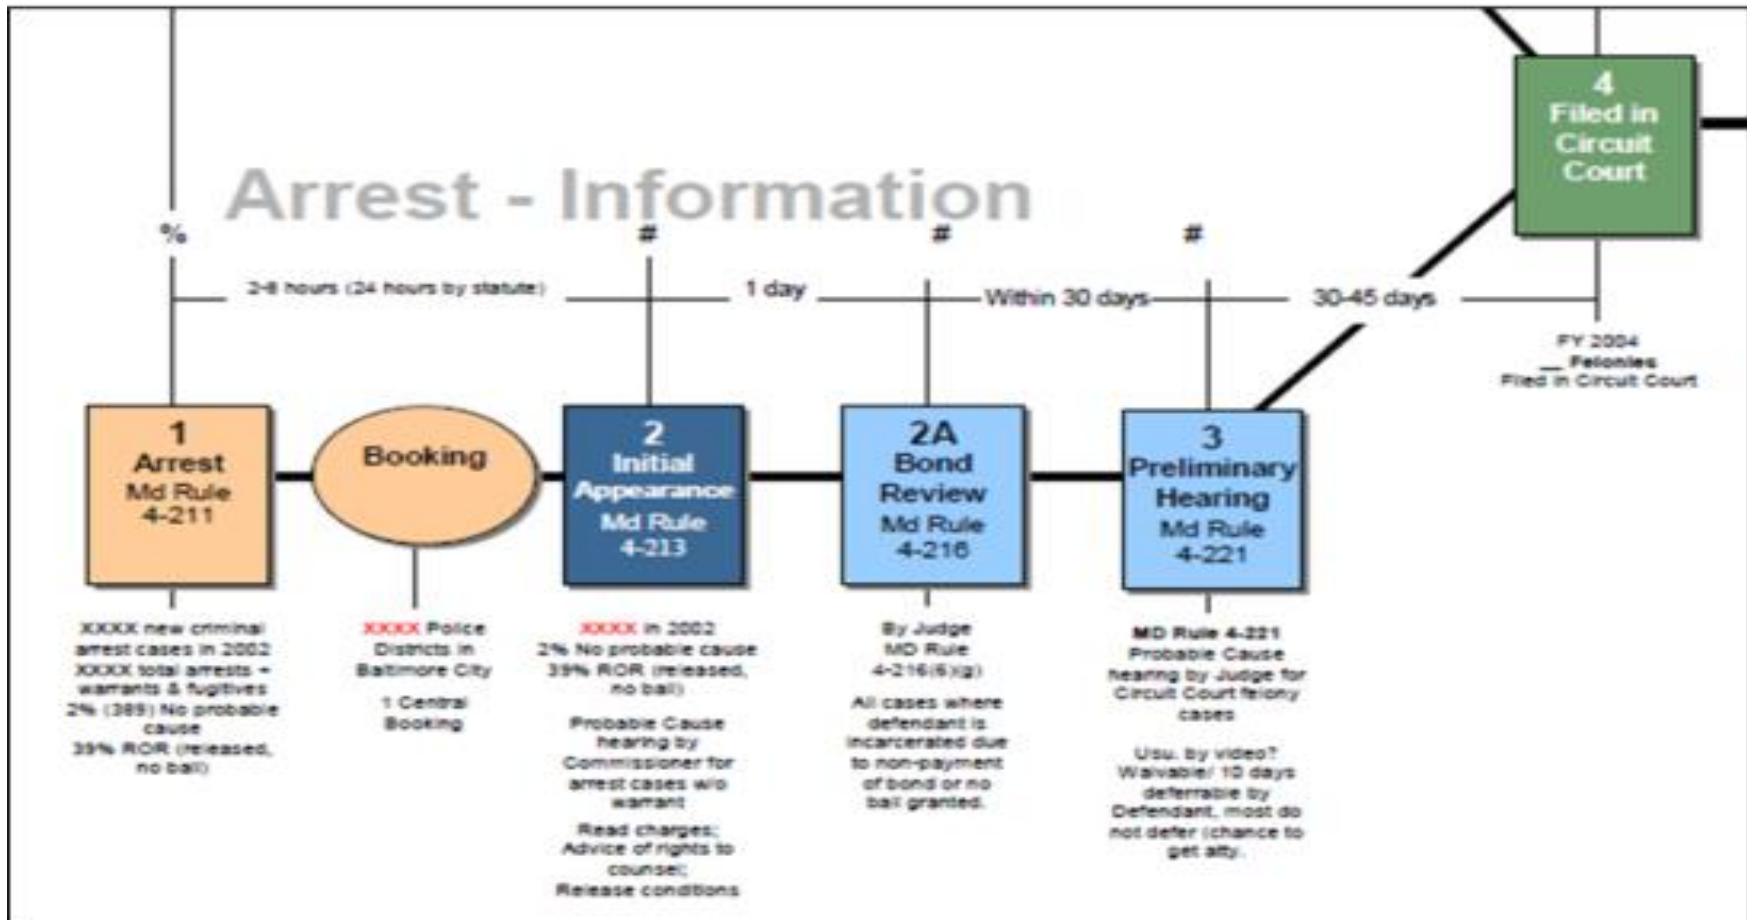 4
Filed in
Circuit
Court
Arrest - Information
%
#
#
#
2-8 hours (24 hours by statute)
1 day
Within 30 days
30-45 days
FY 2004
__ Felonies
Filed in Circuit Court
1
Arrest
Md Rule
4-211
Booking
2
Initial
Appearance
Md Rule
4-213
2A
Bond
Review
Md Rule
4-216
3
Preliminary
Hearing
Md Rule
4-221
XXXX new criminal
arrest cases in 2002
XXXX total arrests +
warrants & fugitives
2% (389) No probable
cause
39% ROR (released,
no bail)
XXXX Police
Districts in
Baltimore City
1 Central
Booking
XXXX in 2002
2% No probable cause
39% ROR (released,
no bail)
Probable Cause
hearing by
Commissioner for
arrest cases w/o
warrant
Read charges;
Advice of rights to
counsel;
Release conditions
By Judge
MD Rule
4-216(6)(g)
All cases where
defendant is
incarcerated due
to non-payment
of bond or no
bail granted.
MD Rule 4-221
Probable Cause
hearing by Judge for
Circuit Court felony
cases
Usu. by video?
Waivable/ 10 days
deferrable by
Defendant, most do
not defer (chance to
get atty.